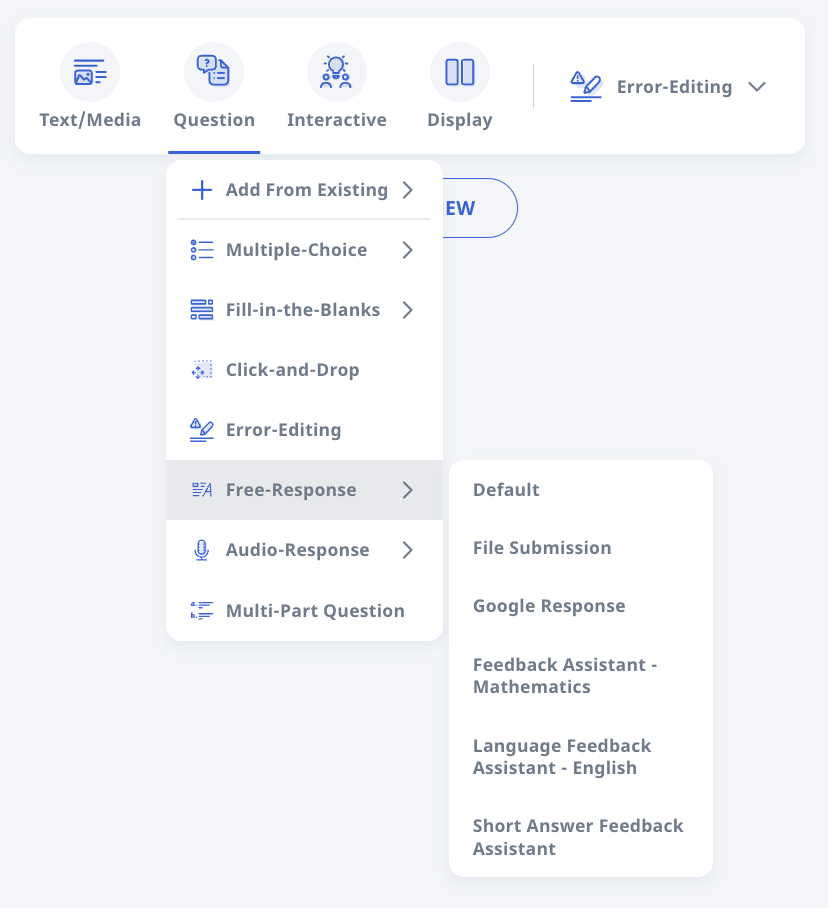 Text/Media
Question
Interactive
Display
Error-Editing
Add From Existing
EW
Multiple-Choice
Fill-in-the-Blanks
Click-and-Drop
Error-Editing
Free-Response
Audio-Response
Multi-Part Question
Default
File Submission
Google Response
Feedback Assistant -
Mathematics
Language Feedback
Assistant - English
Short Answer Feedback
Assistant